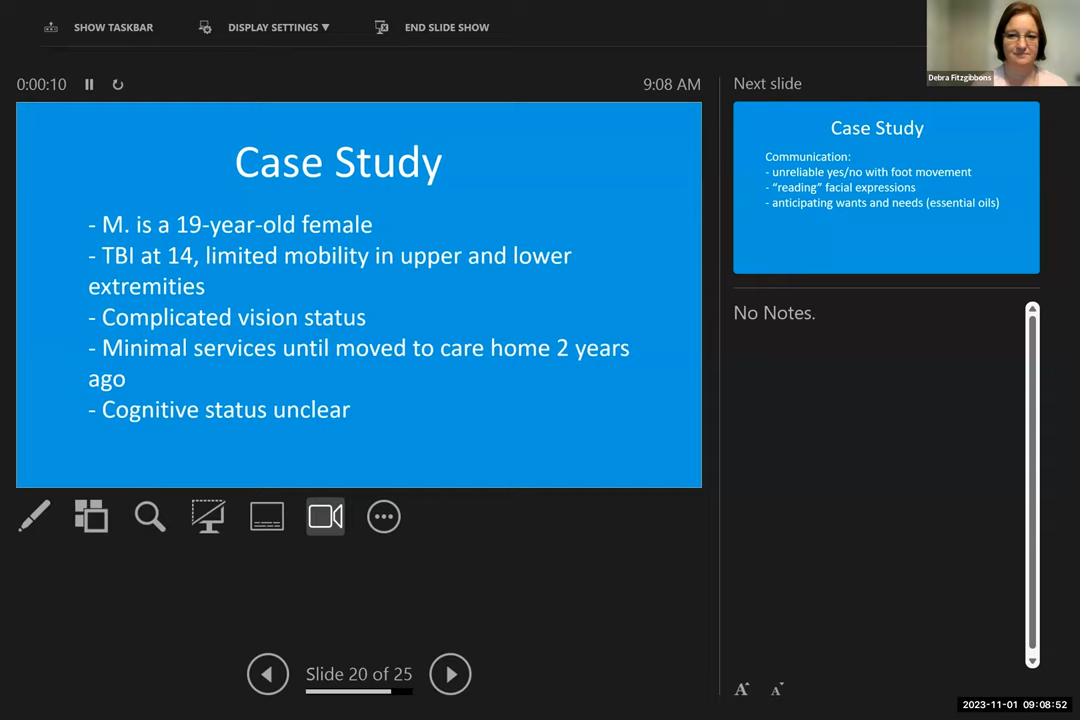 SHOW TASKBAR
DISPLAY SETTINGS ▼
END SLIDE SHOW
Debra Fitzgibbons
0:00:10
9:08 AM
Case Study
- M. is a 19-year-old female
- TBI at 14, limited mobility in upper and lower
extremities
- Complicated vision status
- Minimal services until moved to care home 2 years
ago
- Cognitive status unclear
Slide 20 of 25
Next slide
Case Study
Communication:
- unreliable yes/no with foot movement
- “reading” facial expressions
- anticipating wants and needs (essential oils)
No Notes.
A A
2023-11-01 09:08:52